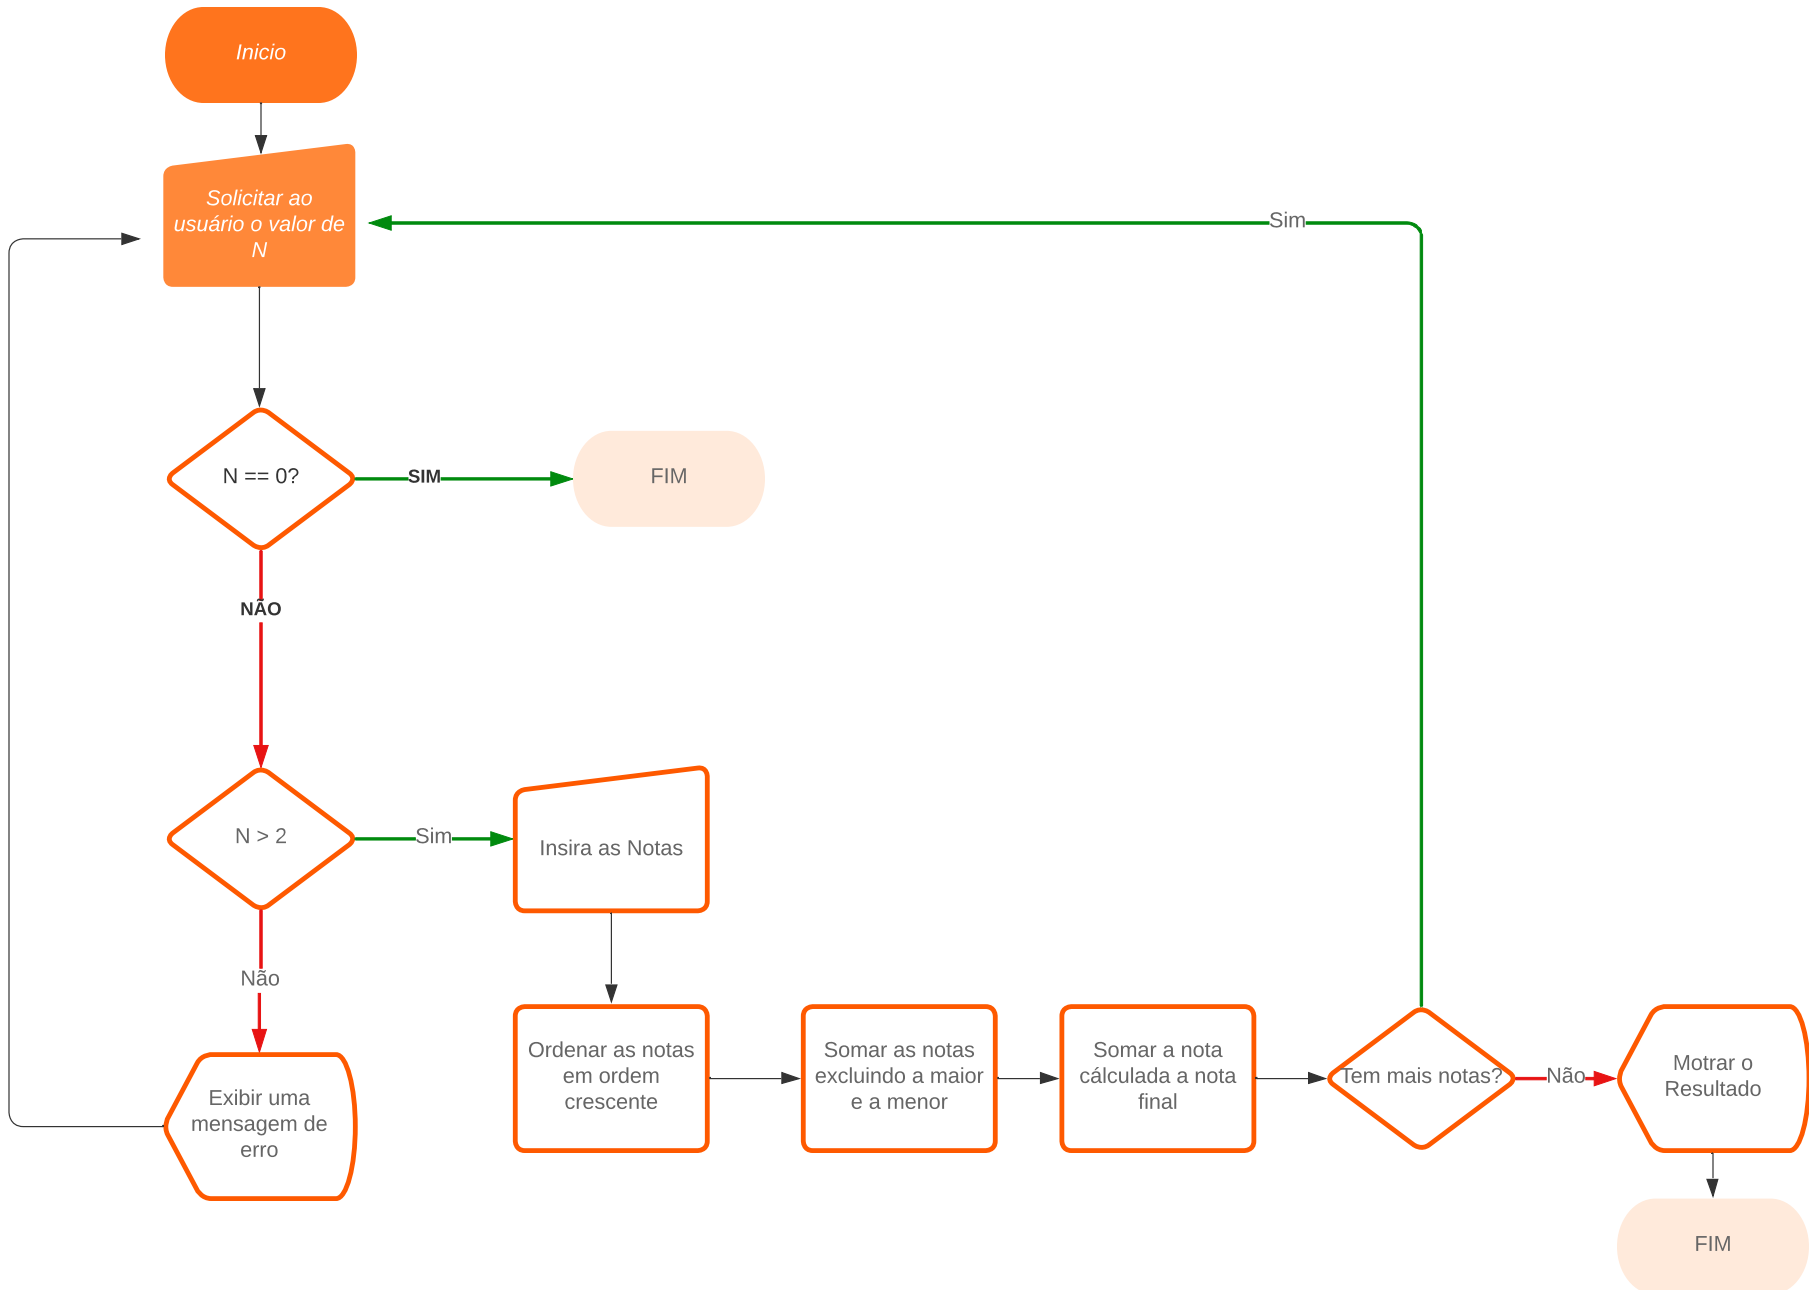 Inicio
Solicitar ao
usuário o valor de
N
Sim
N == 0?
SIM
FIM
NÃO
N > 2
Sim
Insira as Notas
Não
Exibir uma
mensagem de
erro
Ordenar as notas
em ordem
crescente
Somar as notas
excluindo a maior
e a menor
Somar a nota
cálculada a nota
final
Tem mais notas?
Não
Motrar o
Resultado
FIM